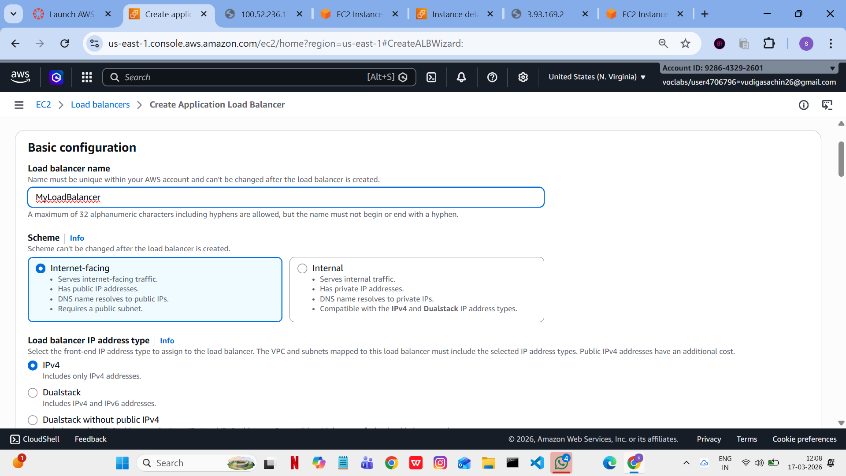 Launch AWS
Create applic
100.52.236.1
EC2 Instance
Instance det
3.93.169.2
EC2 Instance
us-east-1.console.aws.amazon.com/ec2/home?region=us-east-1#CreateALBWizard:
S
aws
Search
[Alt+S]
United States (N. Virginia)
Account ID: 9286-4329-2601
voclabs/user4706796=vudigasachin26@gmail.com
EC2 > Load balancers > Create Application Load Balancer
Basic configuration
Load balancer name
Name must be unique within your AWS account and can't be changed after the load balancer is created.
MyLoadBalancer
A maximum of 32 alphanumeric characters including hyphens are allowed, but the name must not begin or end with a hyphen.
Scheme | Info
Scheme can't be changed after the load balancer is created.
Internet-facing
• Serves internet-facing traffic.
• Has public IP addresses.
• DNS name resolves to public IPs.
• Requires a public subnet.
Internal
• Serves internal traffic.
• Has private IP addresses.
• DNS name resolves to private IPs.
• Compatible with the IPv4 and Dualstack IP address types.
Load balancer IP address type | Info
Select the front-end IP address type to assign to the load balancer. The VPC and subnets mapped to this load balancer must include the selected IP address types. Public IPv4 addresses have an additional cost.
IPv4
Includes only IPv4 addresses.
Dualstack
Includes IPv4 and IPv6 addresses.
Dualstack without public IPv4
CloudShell
Feedback
© 2026, Amazon Web Services, Inc. or its affiliates.
Privacy
Terms
Cookie preferences
1
Search
4
ENG
IN
12:08
17-03-2026